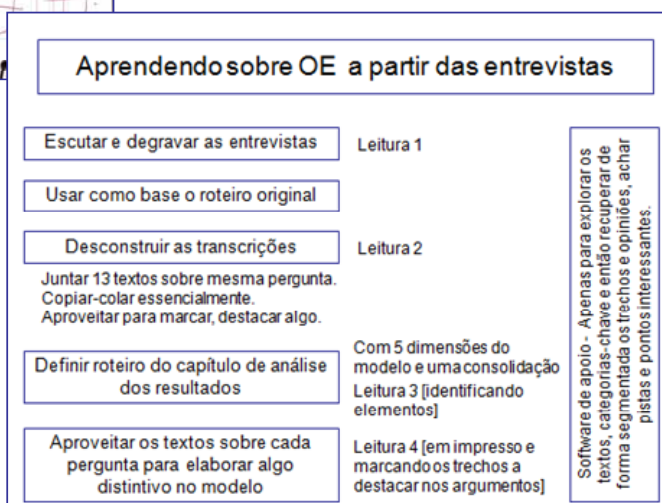 Aprendendo sobre OE a partir das entrevistas
Escutar e degravar as entrevistas
Leitura 1
Usar como base o roteiro original
Desconstruir as transcrições
Leitura 2
Juntar 13 textos sobre mesma pergunta.
Copiar-colar essencialmente.
Aproveitar para marcar, destacar algo.
Definir roteiro do capítulo de análise
dos resultados
Com 5 dimensões do
modelo e uma consolidação
Leitura 3 [identificando
elementos]
Aproveitar os textos sobre cada
pergunta para elaborar algo
distintivo no modelo
Leitura 4 [em impresso e
marcando os trechos a
destacar nos argumentos]
Software de apoio - Apenas para explorar os
textos, categorias-chave e então recuperar de
forma segmentada os trechos e opiniões, achar
pistas e pontos interessantes.